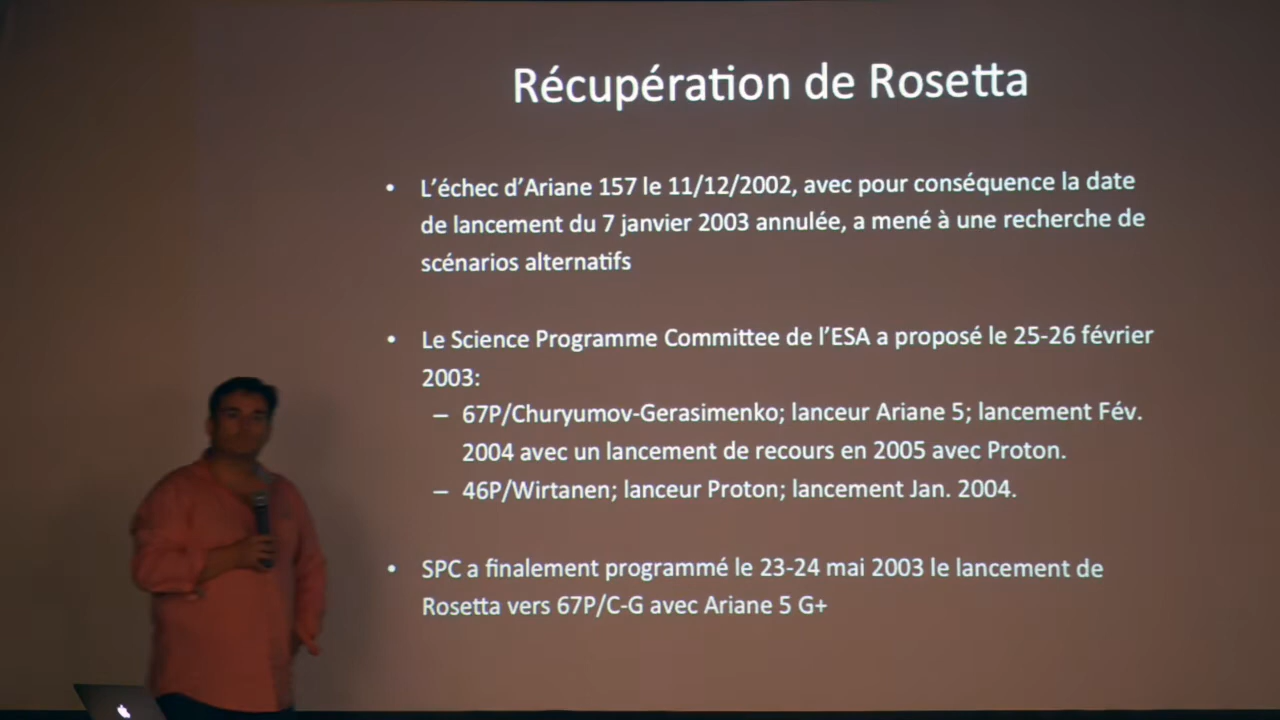 Récupération de Rosetta
• L’échec d’Ariane 157 le 11/12/2002, avec pour conséquence la date
de lancement du 7 janvier 2003 annulée, a mené à une recherche de
scénarios alternatifs
• Le Science Programme Committee de l’ESA a proposé le 25-26 février
2003:
– 67P/Churyumov-Gerasimenko; lanceur Ariane 5; lancement Fév.
2004 avec un lancement de recours en 2005 avec Proton.
– 46P/Wirtanen; lanceur Proton; lancement Jan. 2004.
• SPC a finalement programmé le 23-24 mai 2003 le lancement de
Rosetta vers 67P/C-G avec Ariane 5 G+